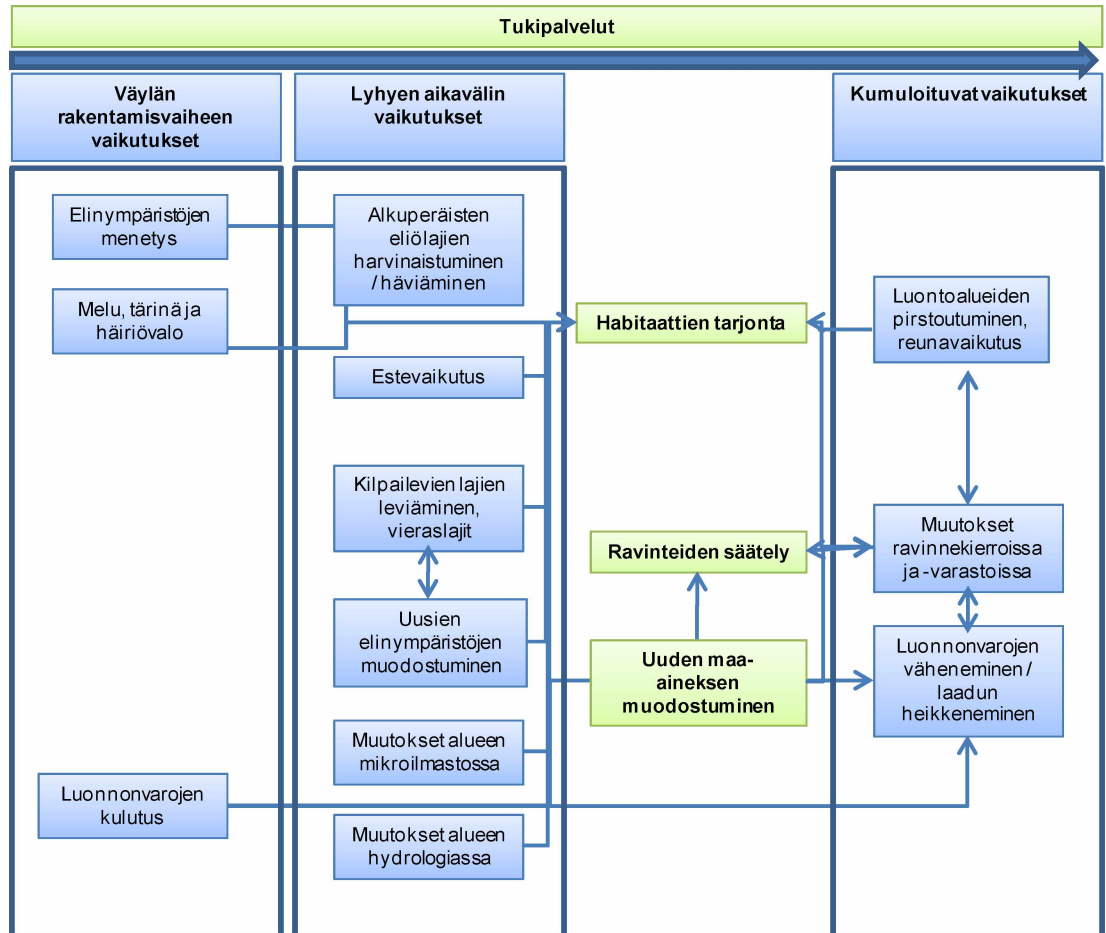 Tukipalvelut
Väylän
rakentamisvaiheen
vaikutukset
Lyhyen aikavälin
vaikutukset
Kumuloituvat vaikutukset
Elinympäristöjen
menetys
Melu, tärinä ja
häiriövalo
Luonnonvarojen
kulutus
Alkuperäisten
eliölajien
harvinaistuminen
/ häviäminen
Estevaikutus
Kilpailevien lajien
leviäminen,
vieraslajit
Uusien
elinympäristöjen
muodostuminen
Muutokset alueen
mikroilmastossa
Muutokset alueen
hydrologiassa
Habitaattien tarjonta
Ravinteiden säätely
Uuden maa-
aineksen
muodostuminen
Luontoalueiden
pirstoutuminen,
reunavaikutus
Muutokset
ravinnekierroissa
ja -varastoissa
Luonnonvarojen
väheneminen /
laadun
heikkeneminen